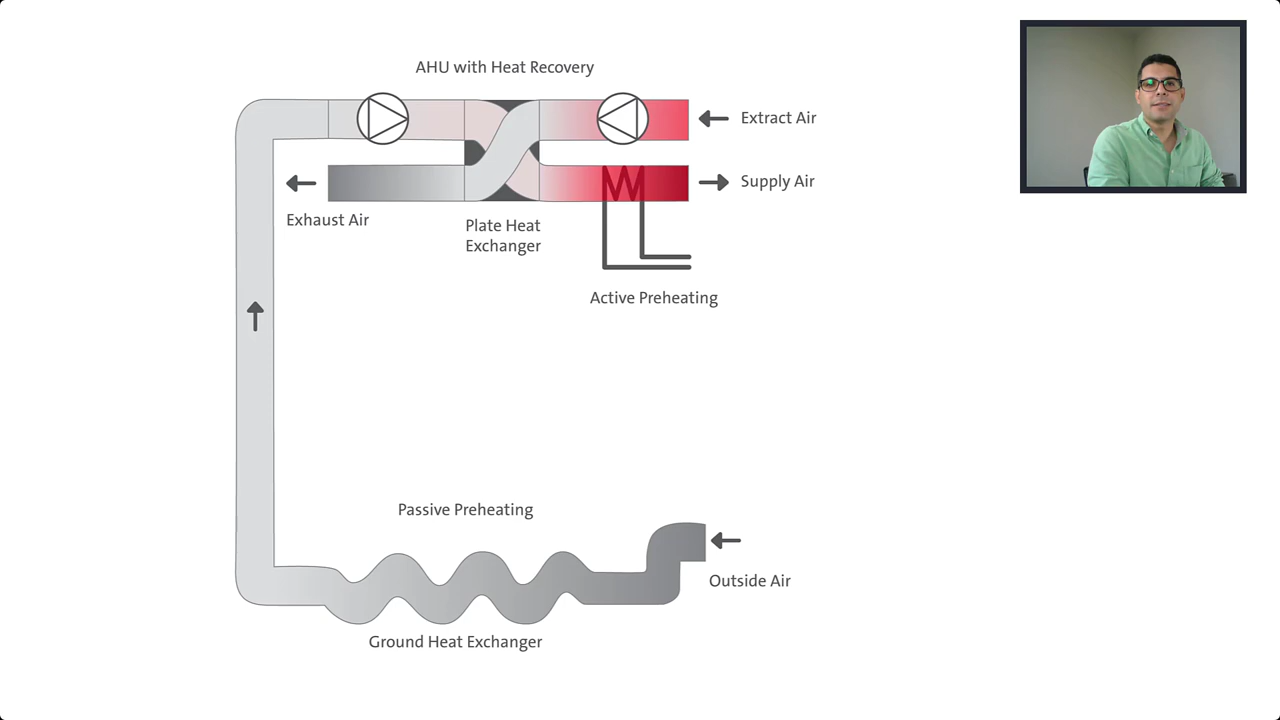 AHU with Heat Recovery
Extract Air
Supply Air
Exhaust Air
Plate Heat
Exchanger
Active Preheating
Passive Preheating
Outside Air
Ground Heat Exchanger